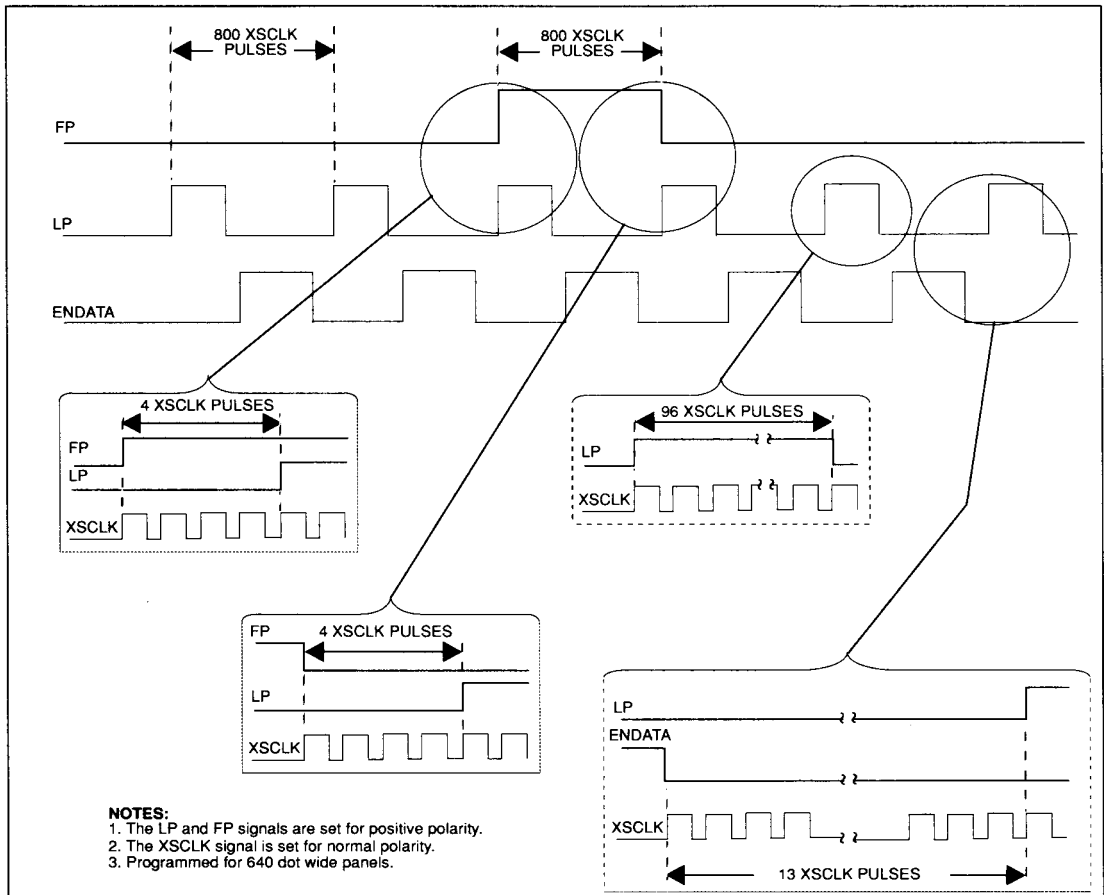 800 XSCLK
PULSES
800 XSCLK
PULSES
FP
LP
ENDATA
4 XSCLK PULSES
FP
LP
XSCLK
96 XSCLK PULSES
LP
XSCLK
4 XSCLK PULSES
FP
LP
XSCLK
LP
ENDATA
XSCLK
13 XSCLK PULSES
NOTES:
1. The LP and FP signals are set for positive polarity.
2. The XSCLK signal is set for normal polarity.
3. Programmed for 640 dot wide panels.